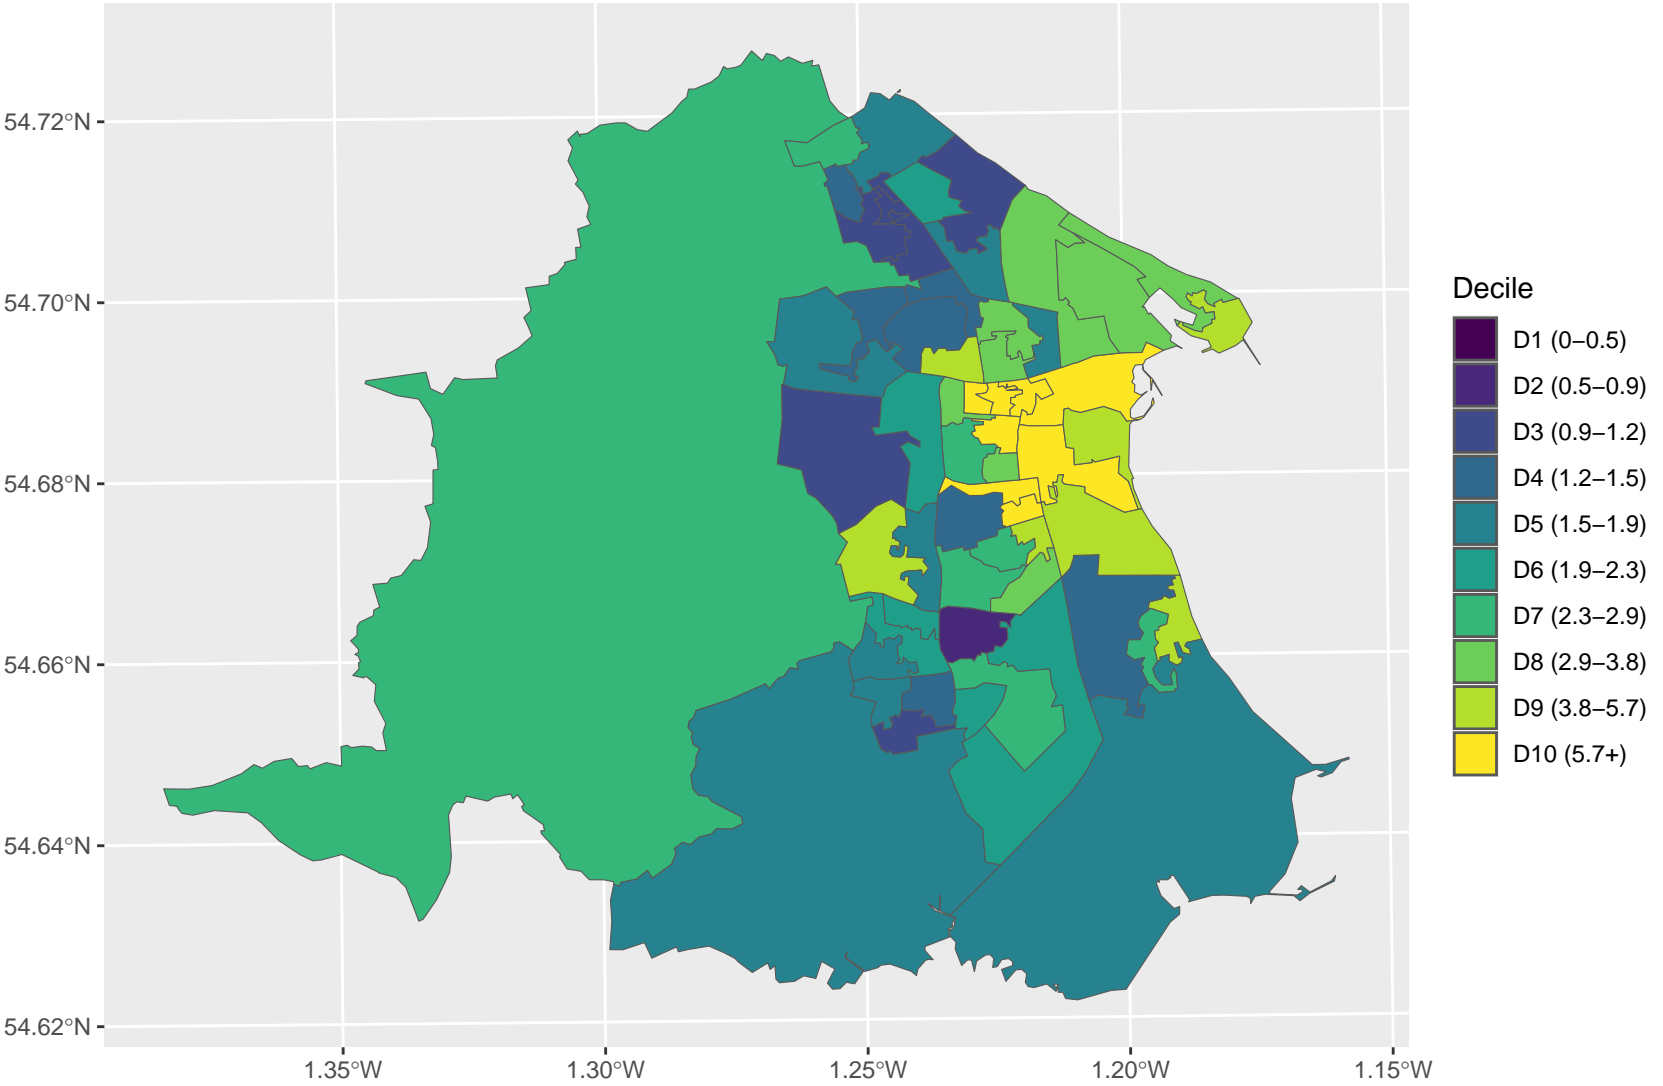 54.72°N
54.70°N
54.68°N
54.66°N
54.64°N
54.62°N
1.35°W
1.30°W
1.25°W
1.20°W
1.15°W
Decile
D1 (0−0.5)
D2 (0.5−0.9)
D3 (0.9−1.2)
D4 (1.2−1.5)
D5 (1.5−1.9)
D6 (1.9−2.3)
D7 (2.3−2.9)
D8 (2.9−3.8)
D9 (3.8−5.7)
D10 (5.7+)